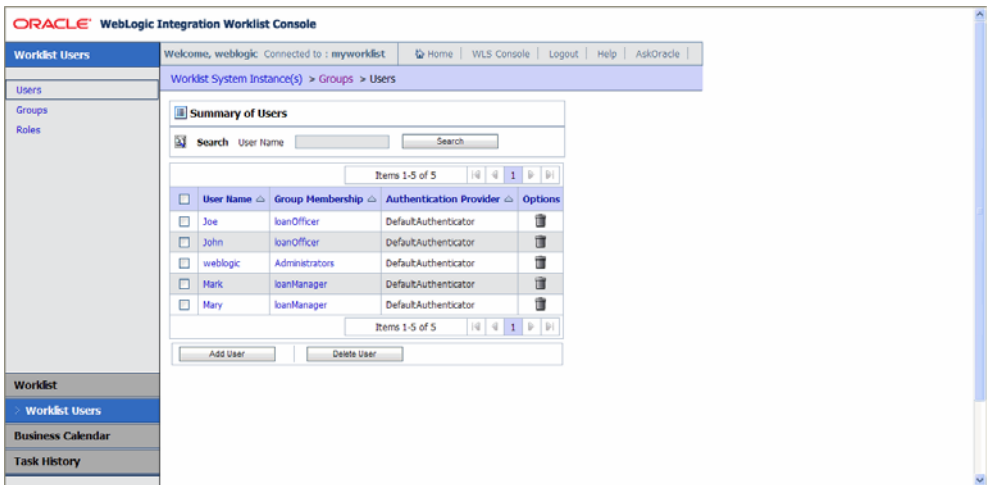 ORACLE WebLogic Integration Worklist Console
Worklist Users
Welcome, weblogic Connected to : myworklist Home WLS Console Logout Help AskOracle
Worklist System Instance(s) > Groups > Users
Users
Groups
Roles
Summary of Users
Search User Name Search
Items 1-5 of 5 1
User Name Group Membership Authentication Provider Options
Joe loanOfficer DefaultAuthenticator
John loanOfficer DefaultAuthenticator
weblogic Administrators DefaultAuthenticator
Mark loanManager DefaultAuthenticator
Mary loanManager DefaultAuthenticator
Items 1-5 of 5 1
Add User Delete User
Worklist
> Worklist Users
Business Calendar
Task History